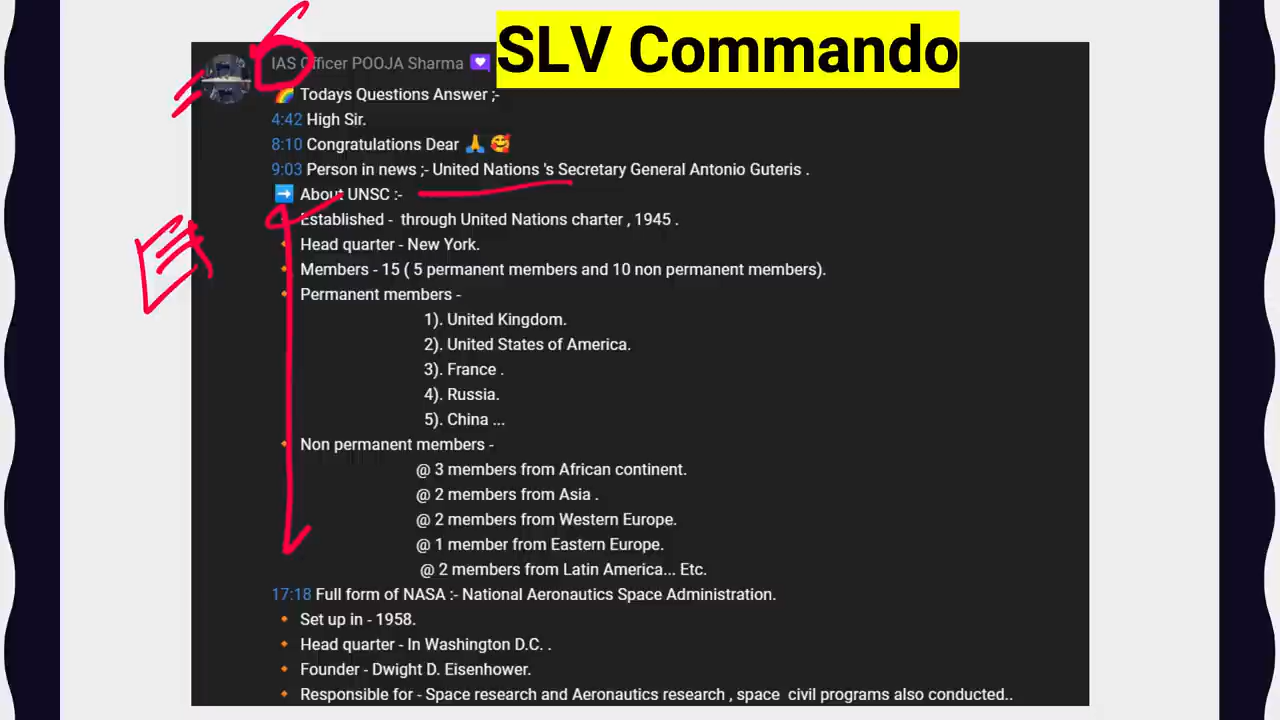 SLV Commando
6
IAS Officer POOJA Sharma
Todays Questions Answer ;-
4:42 High Sir.
8:10 Congratulations Dear 🙏 🥰
9:03 Person in news ;- United Nations 's Secretary General Antonio Guteris .
➡ About UNSC :-
🔸 Established - through United Nations charter , 1945 .
🔸 Head quarter - New York.
🔸 Members - 15 ( 5 permanent members and 10 non permanent members).
🔸 Permanent members -
1). United Kingdom.
2). United States of America.
3). France .
4). Russia.
5). China ...
🔸 Non permanent members -
@ 3 members from African continent.
@ 2 members from Asia .
@ 2 members from Western Europe.
@ 1 member from Eastern Europe.
@ 2 members from Latin America... Etc.
17:18 Full form of NASA :- National Aeronautics Space Administration.
🔸 Set up in - 1958.
🔸 Head quarter - In Washington D.C. .
🔸 Founder - Dwight D. Eisenhower.
🔸 Responsible for - Space research and Aeronautics research , space civil programs also conducted..